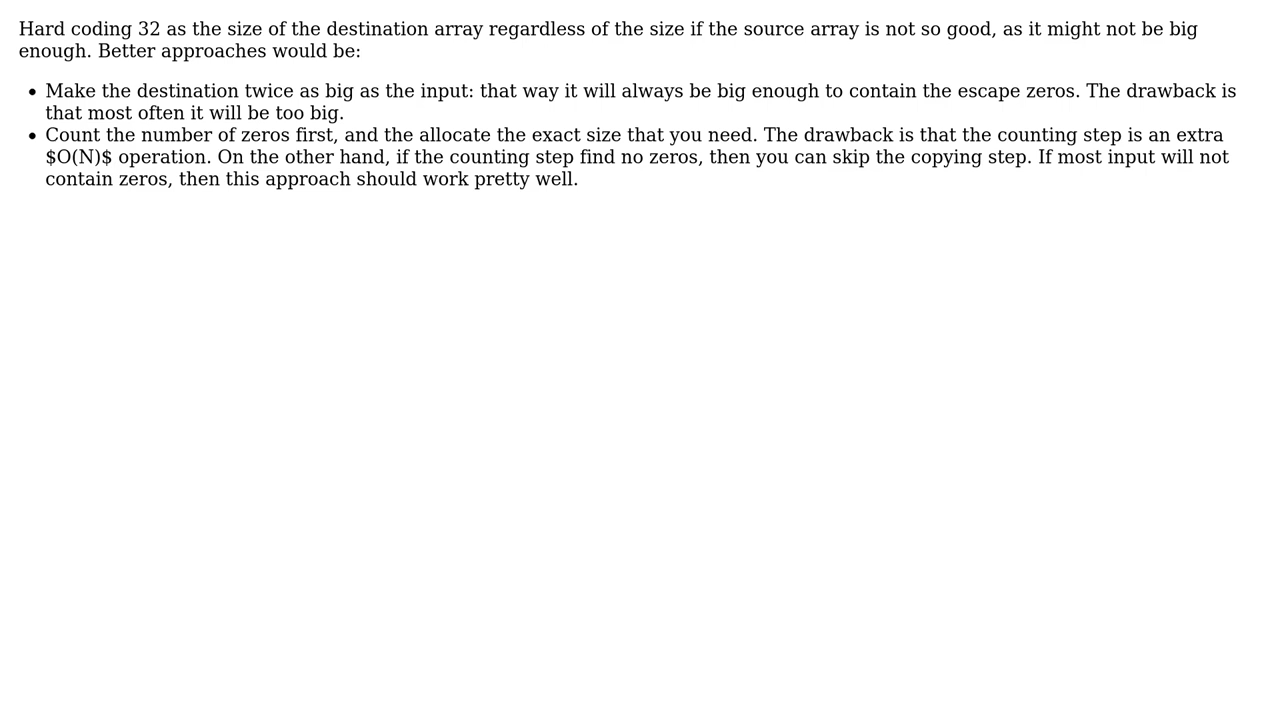 Hard coding 32 as the size of the destination array regardless of the size if the source array is not so good, as it might not be big
enough. Better approaches would be:
• Make the destination twice as big as the input: that way it will always be big enough to contain the escape zeros. The drawback is
that most often it will be too big.
• Count the number of zeros first, and the allocate the exact size that you need. The drawback is that the counting step is an extra
$O(N)$ operation. On the other hand, if the counting step find no zeros, then you can skip the copying step. If most input will not
contain zeros, then this approach should work pretty well.